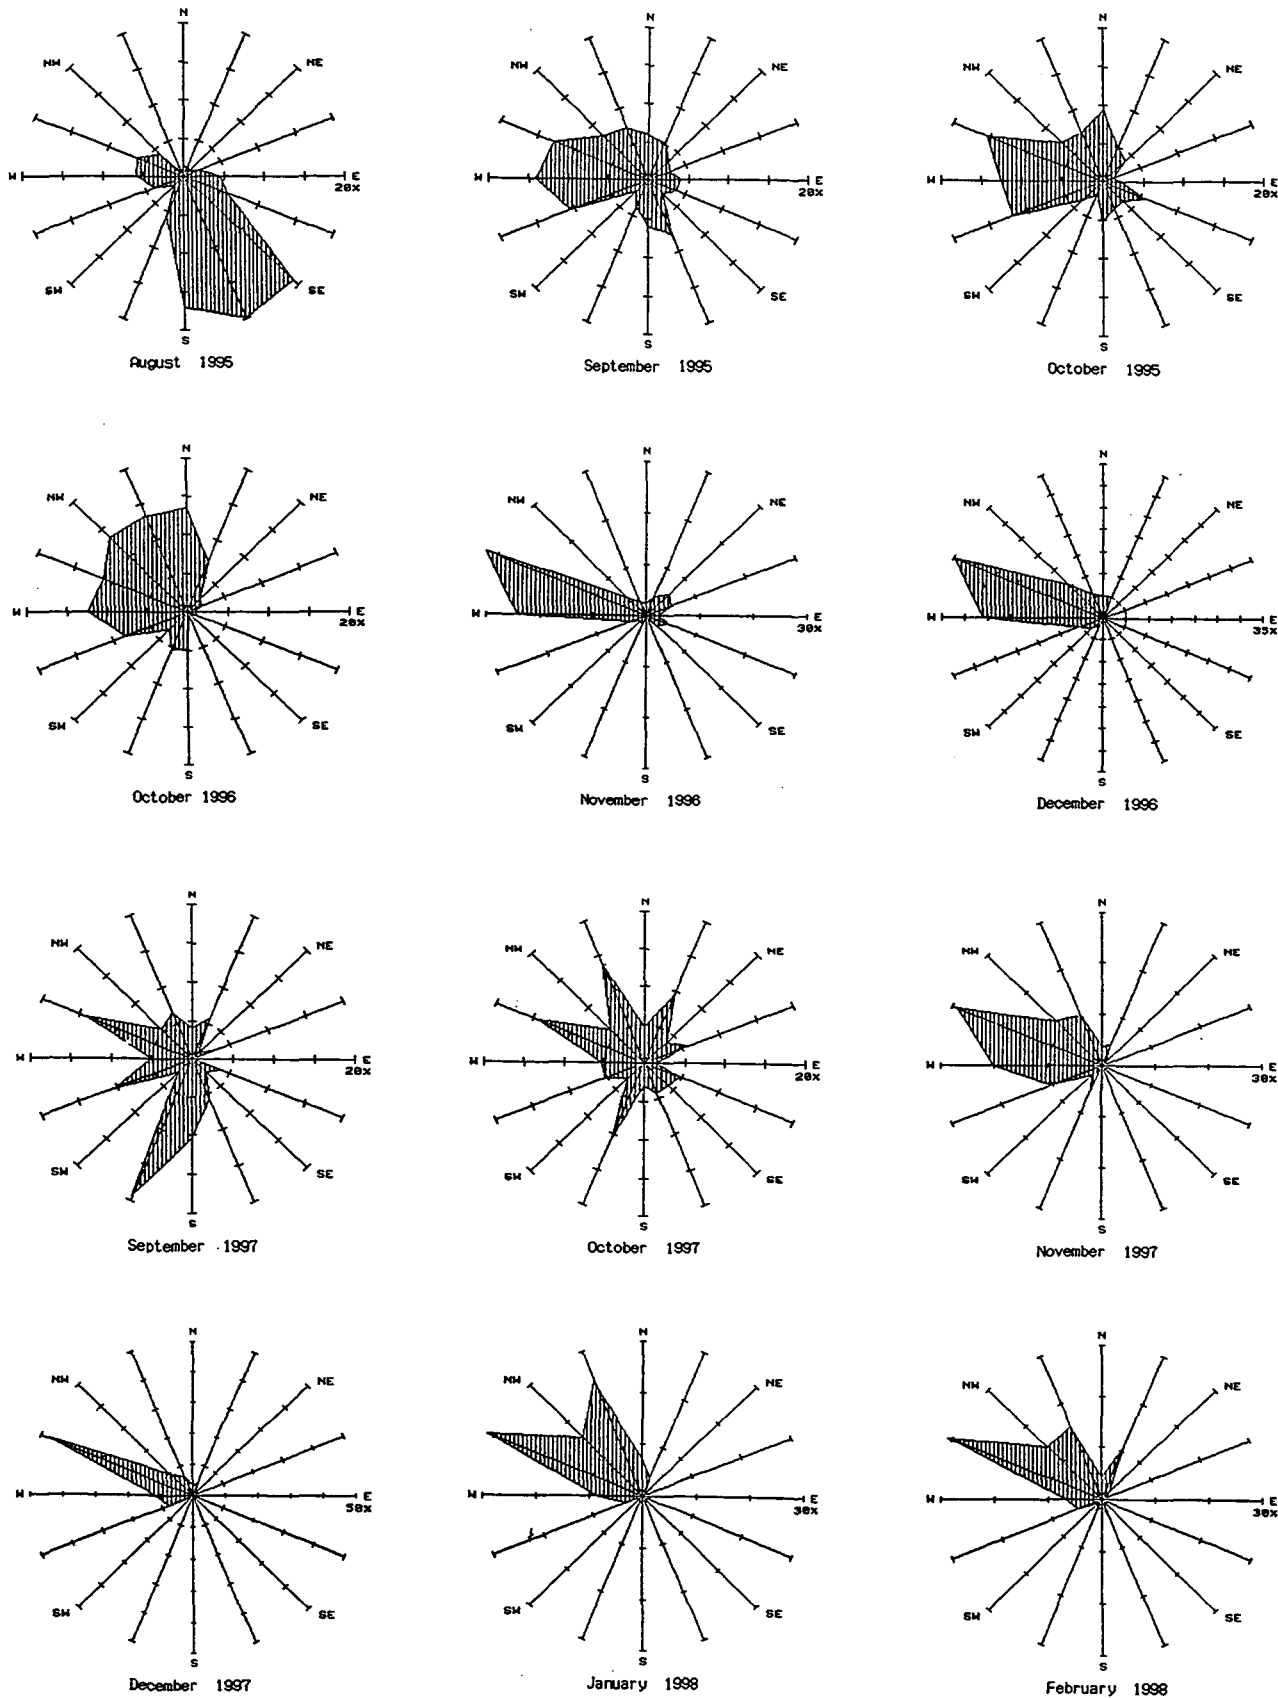 N
NW
NE
W
E
20%
SW
SE
S
August 1995
N
NW
NE
W
E
20%
SW
SE
S
September 1995
N
NW
NE
W
E
20%
SW
SE
S
October 1995
N
NW
NE
W
E
20%
SW
SE
S
October 1996
N
NW
NE
W
E
30%
SW
SE
S
November 1996
N
NW
NE
W
E
35%
SW
SE
S
December 1996
N
NW
NE
W
E
20%
SW
SE
S
September 1997
N
NW
NE
W
E
20%
SW
SE
S
October 1997
N
NW
NE
W
E
30%
SW
SE
S
November 1997
N
NW
NE
W
E
50%
SW
SE
S
December 1997
N
NW
NE
W
E
30%
SW
SE
S
January 1998
N
NW
NE
W
E
30%
SW
SE
S
February 1998